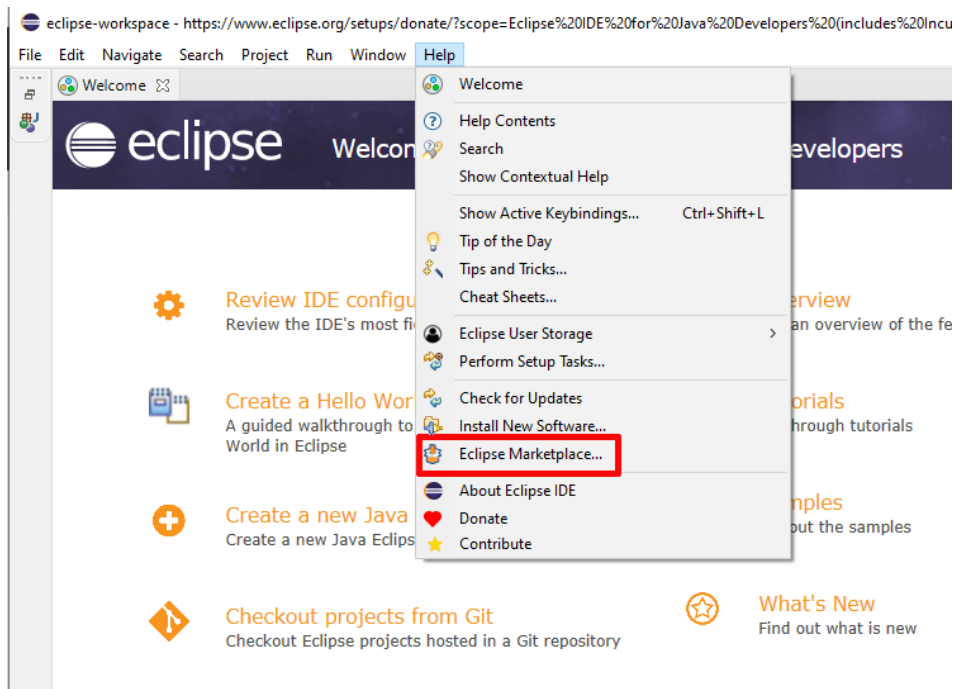 eclipse-workspace - https://www.eclipse.org/setups/donate/?scope=Eclipse%20IDE%20for%20Java%20Developers%20(includes%20Incu
File Edit Navigate Search Project Run Window Help
Welcome
eclipse Welcon evelopers
Welcome
Help Contents
Search
Show Contextual Help
Show Active Keybindings... Ctrl+Shift+L
Tip of the Day
Tips and Tricks...
Cheat Sheets...
Eclipse User Storage
Perform Setup Tasks...
Check for Updates
Install New Software...
Eclipse Marketplace...
About Eclipse IDE
Donate
Contribute
Review IDE configu
Review the IDE's most fi
erview
an overview of the fe
Create a Hello Wor
A guided walkthrough to
World in Eclipse
orials
hrough tutorials
Create a new Java
Create a new Java Eclips
mples
out the samples
Checkout projects from Git
Checkout Eclipse projects hosted in a Git repository
What's New
Find out what is new